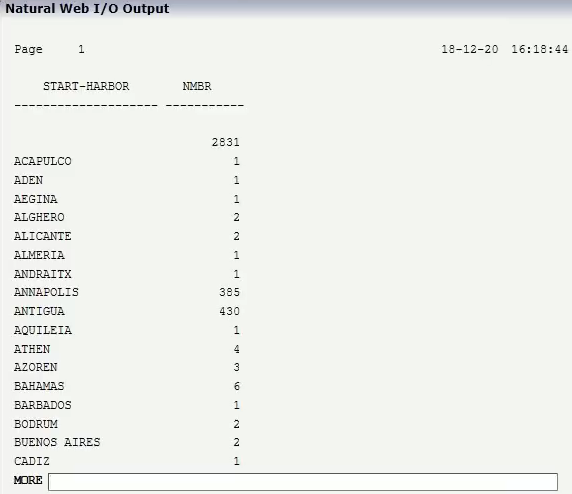 Natural Web I/O Output
Page 1 18-12-20 16:18:44
START-HARBOR NMBR
-------------------- -----------
2831
ACAPULCO 1
ADEN 1
AEGINA 1
ALGHERO 2
ALICANTE 2
ALMERIA 1
ANDRAITX 1
ANNAPOLIS 385
ANTIGUA 430
AQUILEIA 1
ATHEN 4
AZOREN 3
BAHAMAS 6
BARBADOS 1
BODRUM 2
BUENOS AIRES 2
CADIZ 1
MORE